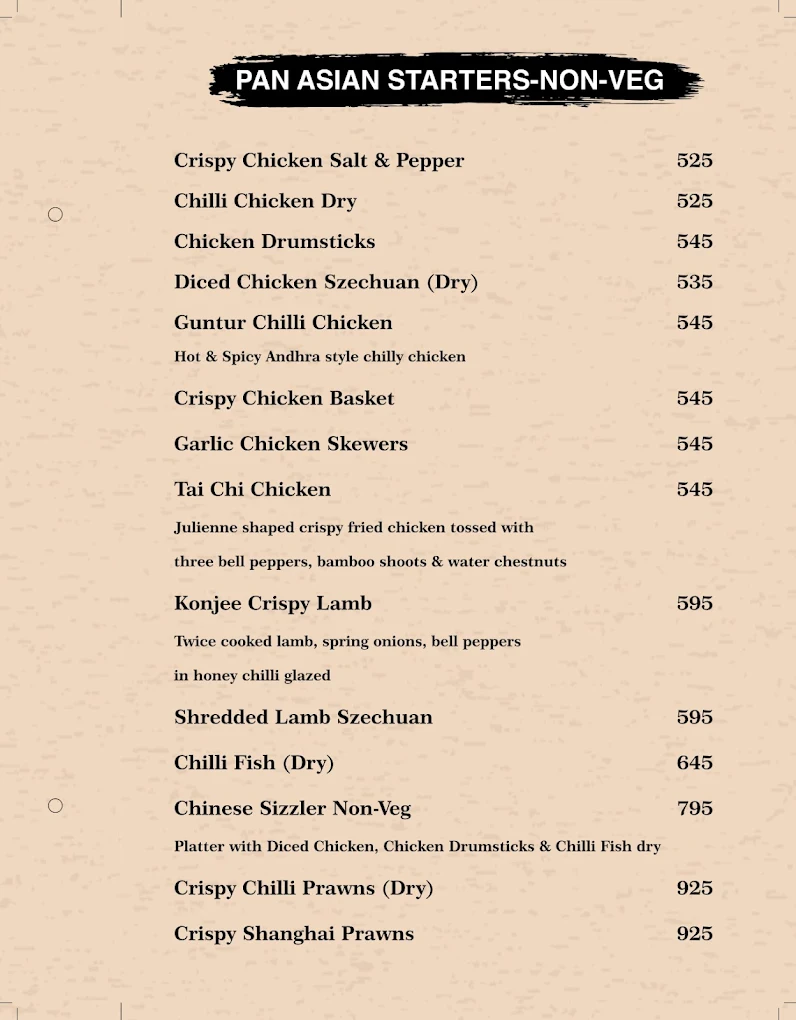 PAN ASIAN STARTERS-NON-VEG
Crispy Chicken Salt & Pepper 525
Chilli Chicken Dry 525
Chicken Drumsticks 545
Diced Chicken Szechuan (Dry) 535
Guntur Chilli Chicken 545
Hot & Spicy Andhra style chilly chicken
Crispy Chicken Basket 545
Garlic Chicken Skewers 545
Tai Chi Chicken 545
Julienne shaped crispy fried chicken tossed with
three bell peppers, bamboo shoots & water chestnuts
Konjee Crispy Lamb 595
Twice cooked lamb, spring onions, bell peppers
in honey chilli glazed
Shredded Lamb Szechuan 595
Chilli Fish (Dry) 645
Chinese Sizzler Non-Veg 795
Platter with Diced Chicken, Chicken Drumsticks & Chilli Fish dry
Crispy Chilli Prawns (Dry) 925
Crispy Shanghai Prawns 925